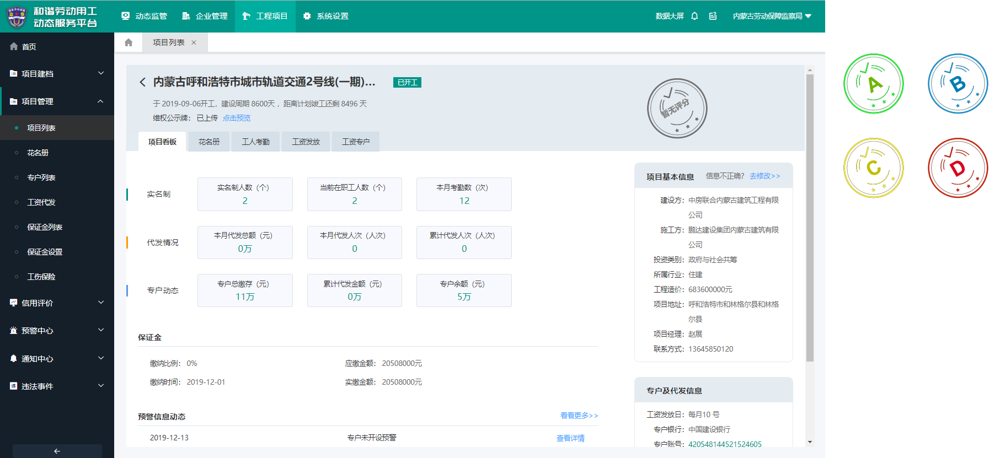 和谐劳动用工
动态服务平台
动态监管
企业管理
工程项目
系统设置
数据大屏
内蒙古劳动保障监察局
首页
项目建档
项目管理
项目列表
花名册
专户列表
工资代发
保证金列表
保证金设置
工伤保险
信用评价
预警中心
通知中心
违法事件
项目列表
内蒙古呼和浩特市城市轨道交通2号线(一期)...
已开工
于 2019-09-06开工，建设周期 8600天 ，距离计划竣工还剩 8496 天
维权公示牌： 已上传 点击预览
暂无评分
项目看板
花名册
工人考勤
工资发放
工资专户
实名制
实名制人数（个）
2
当前在职工人数（个）
2
本月考勤数（次）
12
代发情况
本月代发总额（元）
0万
本月代发人次（人次）
0
累计代发人次（人次）
0
专户动态
专户总缴存（元）
11万
累计代发金额（元）
0万
专户余额（元）
5万
保证金
缴纳比例： 0%
应缴金额： 20508000元
缴纳时间： 2019-12-01
实缴金额： 20508000元
预警信息动态
看看更多>>
2019-12-13
专户未开设预警
查看详情
项目基本信息
信息不正确？ 去修改>>
建设方： 中房联合内蒙古建筑工程有限
公司
施工方： 鹏达建设集团内蒙古建筑有限
公司
投资类别： 政府与社会共筹
所属行业： 住建
工程造价： 683600000元
项目地址： 呼和浩特市和林格尔县和林格
尔县
项目经理： 赵展
联系方式： 13645850120
专户及代发信息
工资发放日： 每月10 号
专户银行： 中国建设银行
专户账号： 420548144521524605
A
B
C
D